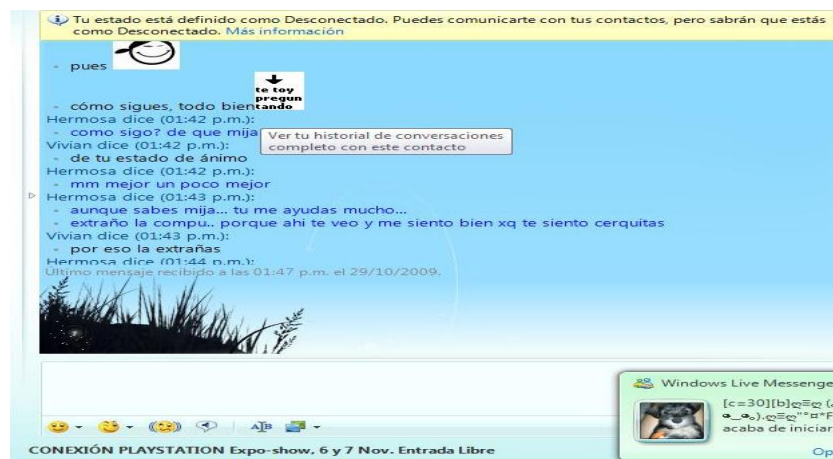 Tu estado está definido como Desconectado. Puedes comunicarte con tus contactos, pero sabrán que estás
como Desconectado. Más información
- pues
te toy
pregun
tando
- cómo sigues, todo bien
Hermosa dice (01:42 p.m.):
- como sigo? de que mija
Ver tu historial de conversaciones
completo con este contacto
Vivian dice (01:42 p.m.):
- de tu estado de ánimo
Hermosa dice (01:42 p.m.):
- mm mejor un poco mejor
Hermosa dice (01:43 p.m.):
- aunque sabes mija... tu me ayudas mucho...
- extraño la compu.. porque ahi te veo y me siento bien xq te siento cerquitas
Vivian dice (01:43 p.m.):
- por eso la extrañas
Hermosa dice (01:44 p.m.):
Último mensaje recibido a las 01:47 p.m. el 29/10/2009.
Windows Live Messenge
[c=30][b]
acaba de iniciar
Op
CONEXIÓN PLAYSTATION Expo-show, 6 y 7 Nov. Entrada Libre